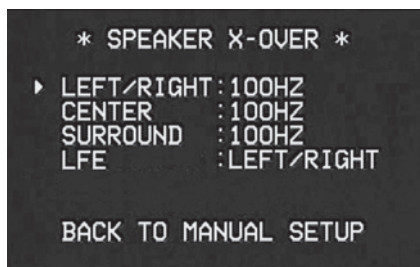 * SPEAKER X-OVER *
LEFT/RIGHT:100HZ
CENTER :100HZ
SURROUND :100HZ
LFE :LEFT/RIGHT
BACK TO MANUAL SETUP